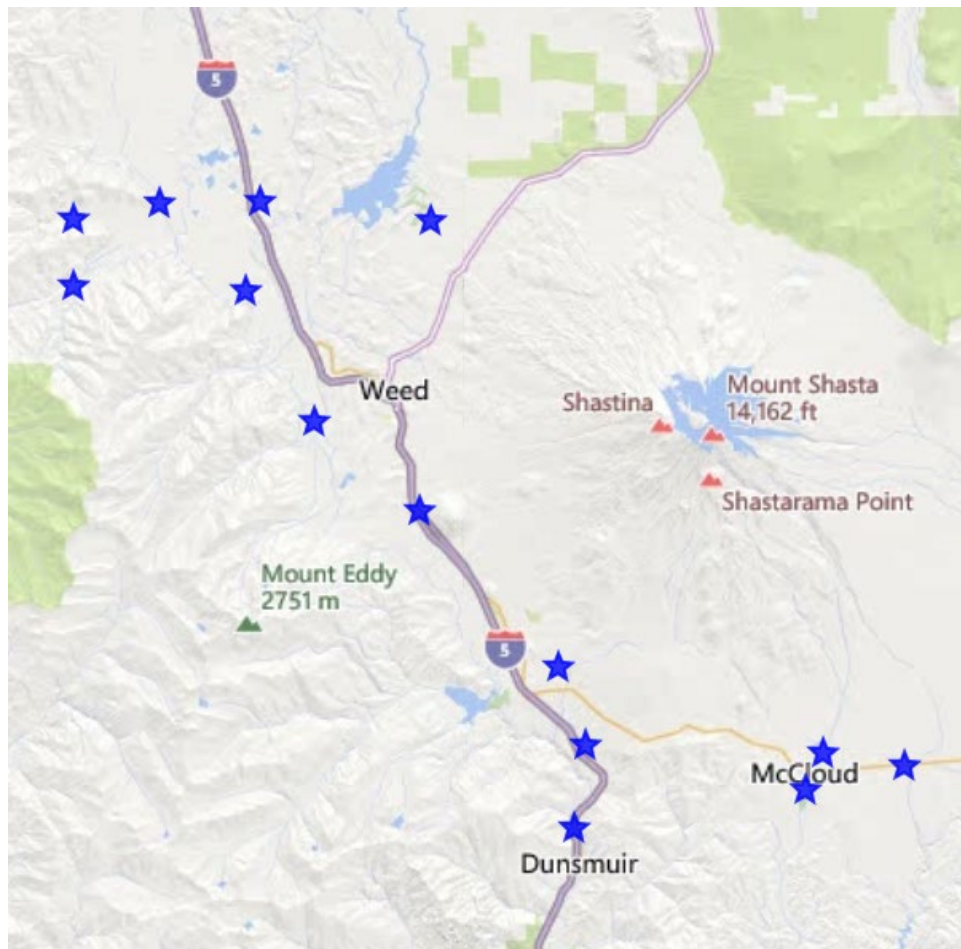 5
Weed
Shastina
Mount Shasta
14,162 ft
Shastarama Point
Mount Eddy
2751 m
5
McCloud
Dunsmuir